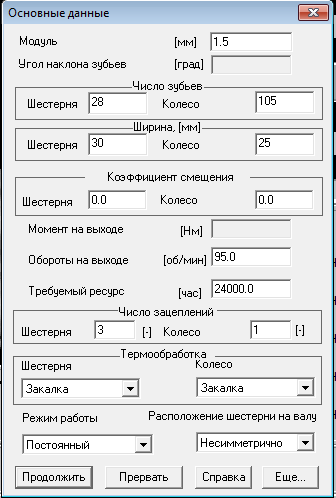 Основные данные
Модуль [мм] 1.5
Угол наклона зубьев [град]
Число зубьев
Шестерня 28 Колесо 105
Ширина, [мм]
Шестерня 30 Колесо 25
Коэффициент смещения
Шестерня 0.0 Колесо 0.0
Момент на выходе [Нм]
Обороты на выходе [об/мин] 95.0
Требуемый ресурс [час] 24000.0
Число зацеплений
Шестерня 3 [-] Колесо 1 [-]
Термообработка
Шестерня Колесо
Закалка Закалка
Режим работы Расположение шестерни на валу
Постоянный Несимметрично
Продолжить Прервать Справка Еще...